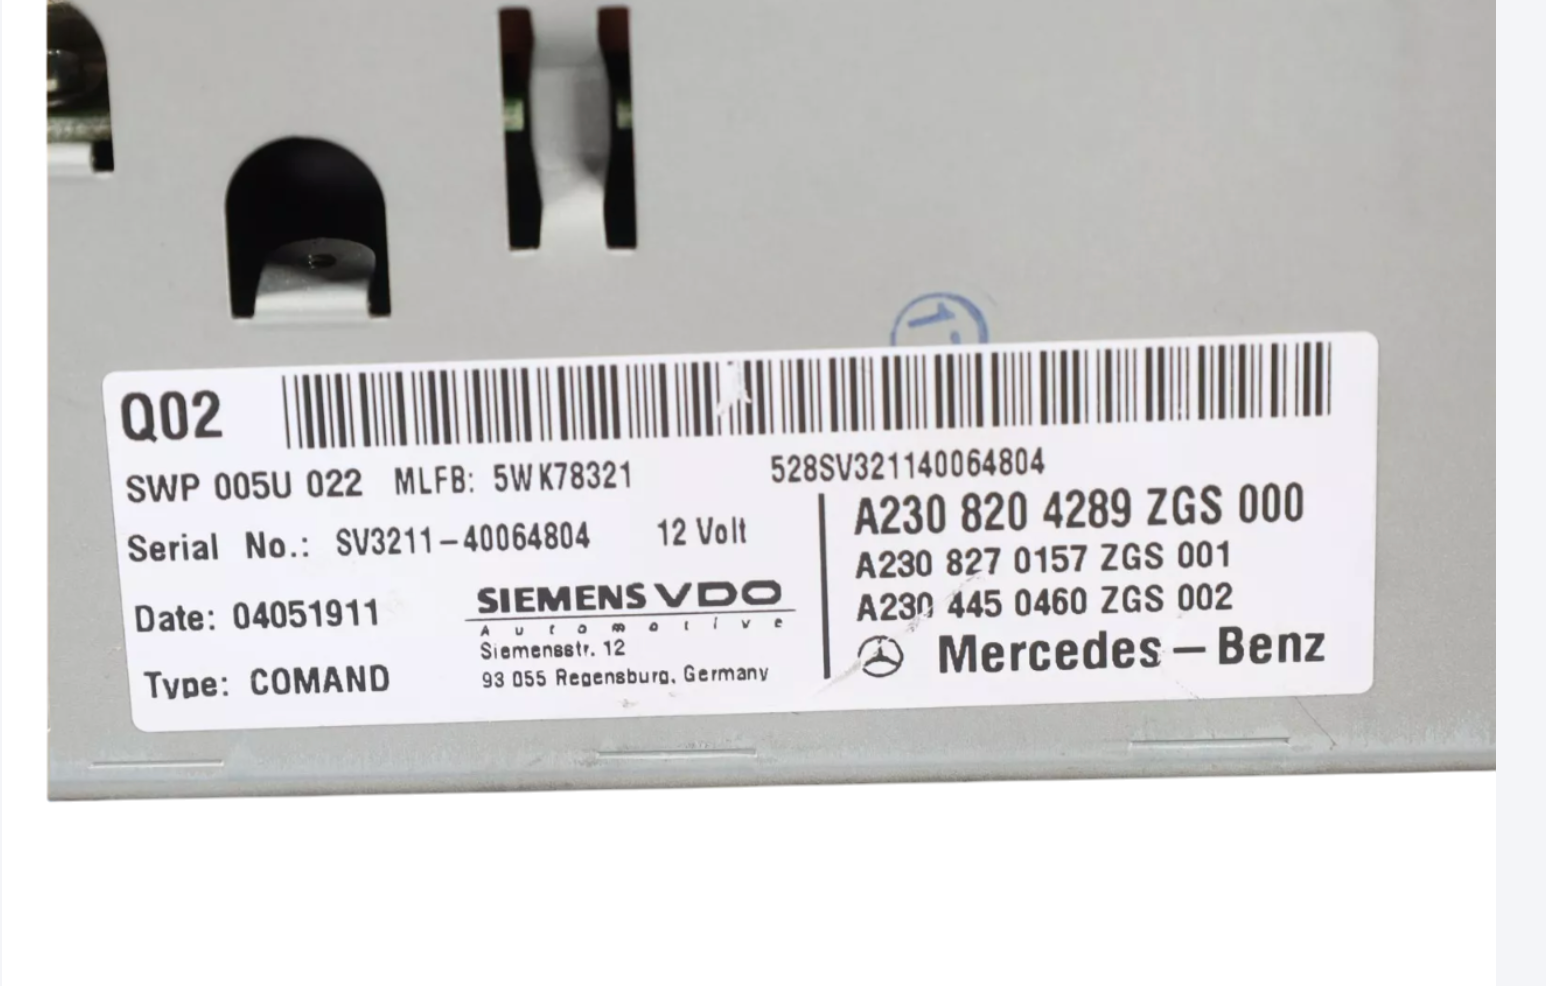 Q02
SWP 005U 022 MLFB: 5WK78321
528SV321140064804
Serial No.: SV3211-40064804 12 Volt
Date: 04051911
Type: COMAND
SIEMENS VDO
Automotive
Siemensstr. 12
93 055 Regensburg, Germany
A230 820 4289 ZGS 000
A230 827 0157 ZGS 001
A230 445 0460 ZGS 002
Mercedes-Benz